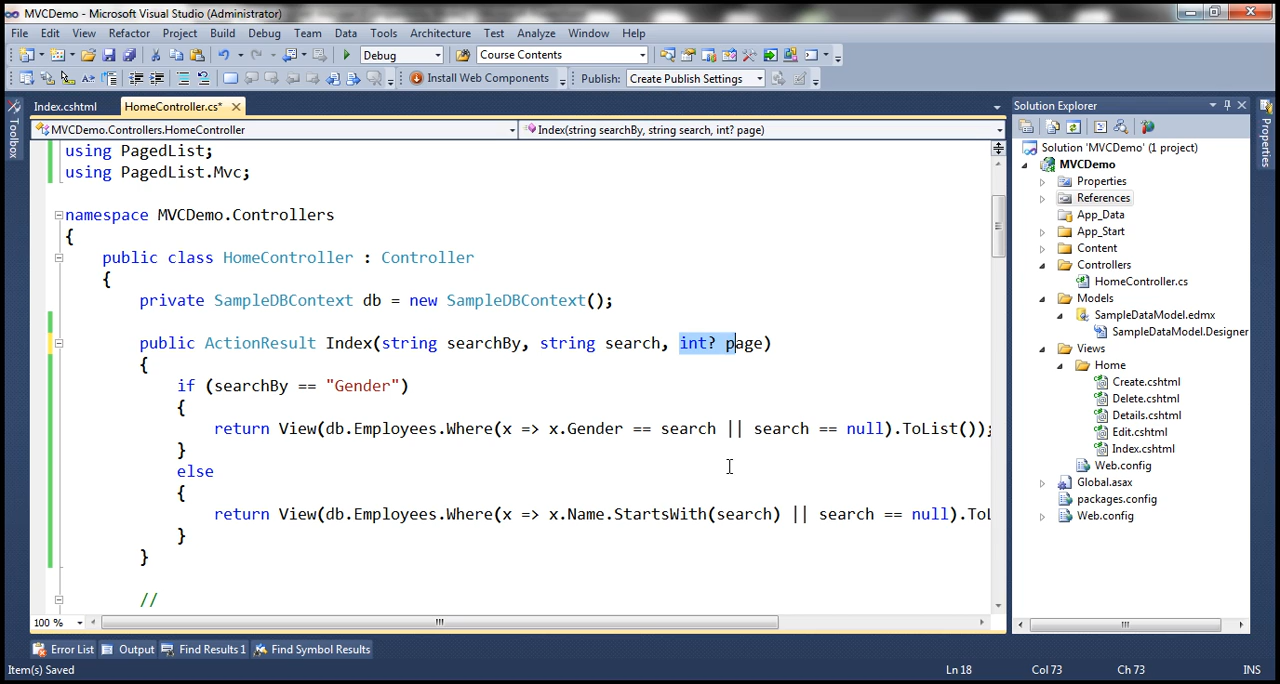 MVCDemo - Microsoft Visual Studio (Administrator)
File Edit View Refactor Project Build Debug Team Data Tools Architecture Test Analyze Window Help
Debug Course Contents
Install Web Components Publish: Create Publish Settings
Index.cshtml HomeController.cs* ×
Toolbox
MVCDemo.Controllers.HomeController Index(string searchBy, string search, int? page)
using PagedList;
using PagedList.Mvc;
namespace MVCDemo.Controllers
{
public class HomeController : Controller
{
private SampleDBContext db = new SampleDBContext();
public ActionResult Index(string searchBy, string search, int? page)
{
if (searchBy == "Gender")
{
return View(db.Employees.Where(x => x.Gender == search || search == null).ToList());
}
else
{
return View(db.Employees.Where(x => x.Name.StartsWith(search) || search == null).ToL
}
}
//
100 %
Solution Explorer
Properties
Solution 'MVCDemo' (1 project)
MVCDemo
Properties
References
App_Data
App_Start
Content
Controllers
HomeController.cs
Models
SampleDataModel.edmx
SampleDataModel.Designer
Views
Home
Create.cshtml
Delete.cshtml
Details.cshtml
Edit.cshtml
Index.cshtml
Web.config
Global.asax
packages.config
Web.config
Error List Output Find Results 1 Find Symbol Results
Item(s) Saved Ln 18 Col 73 Ch 73 INS